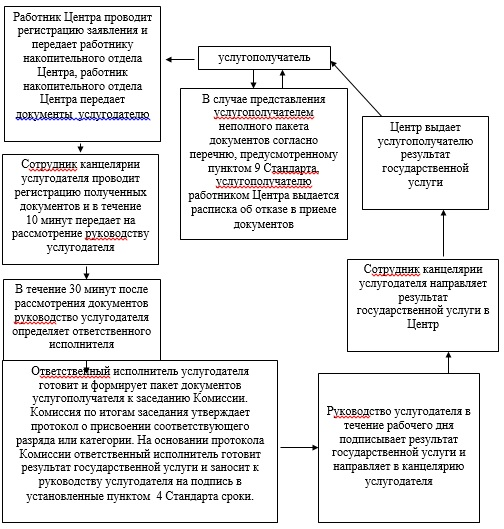 Работник Центра проводит
регистрацию заявления и
передает работнику
накопительного отдела
Центра, работник
накопительного отдела
Центра передает
документы услугодателю
услугополучатель
В случае представления
услугополучателем
неполного пакета
документов согласно
перечню, предусмотренному
пунктом 9 Стандарта,
услугополучателю
работником Центра выдается
расписка об отказе в приеме
документов
Центр выдает
услугополучателю
результат
государственной
услуги
Сотрудник канцелярии
услугодателя проводит
регистрацию полученных
документов и в течение
10 минут передает на
рассмотрение руководству
услугодателя
Сотрудник канцелярии
услугодателя направляет
результат
государственной услуги в
Центр
В течение 30 минут после
рассмотрения документов
руководство услугодателя
определяет ответственного
исполнителя
Ответственный исполнитель услугодателя
готовит и формирует пакет документов
услугополучателя к заседанию Комиссии.
Комиссия по итогам заседания утверждает
протокол о присвоении соответствующего
разряда или категории. На основании протокола
Комиссии ответственный исполнитель готовит
результат государственной услуги и заносит к
руководству услугодателя на подпись в
установленные пунктом 4 Стандарта сроки.
Руководство услугодателя в
течение рабочего дня
подписывает результат
государственной услуги и
направляет в канцелярию
услугодателя